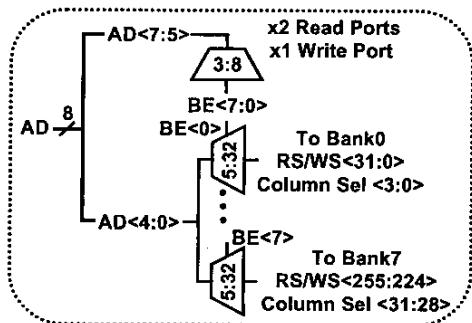 AD<7:5>
x2 Read Ports
x1 Write Port
3:8
8
AD
BE<7:0>
BE<0>
5:32
To Bank0
RS/WS<31:0>
Column Sel <3:0>
AD<4:0>
BE<7>
5:32
To Bank7
RS/WS<255:224>
Column Sel <31:28>